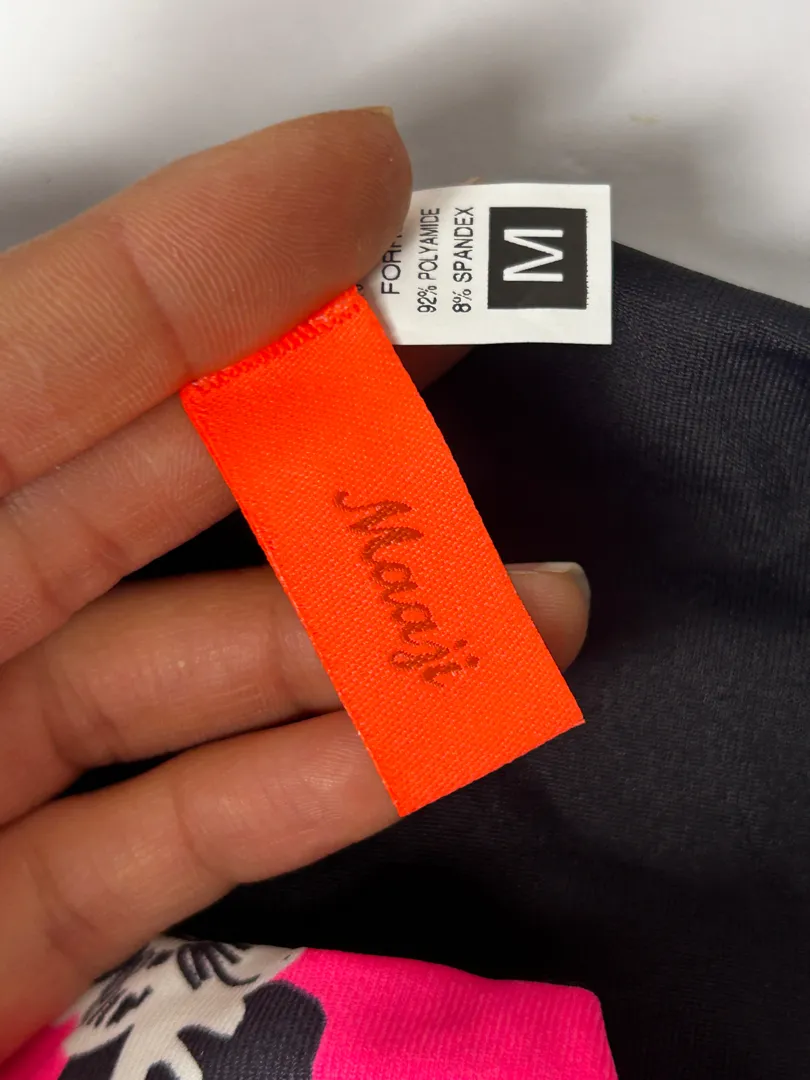 92% POLYAMIDE
8% SPANDEX
M
Maaji